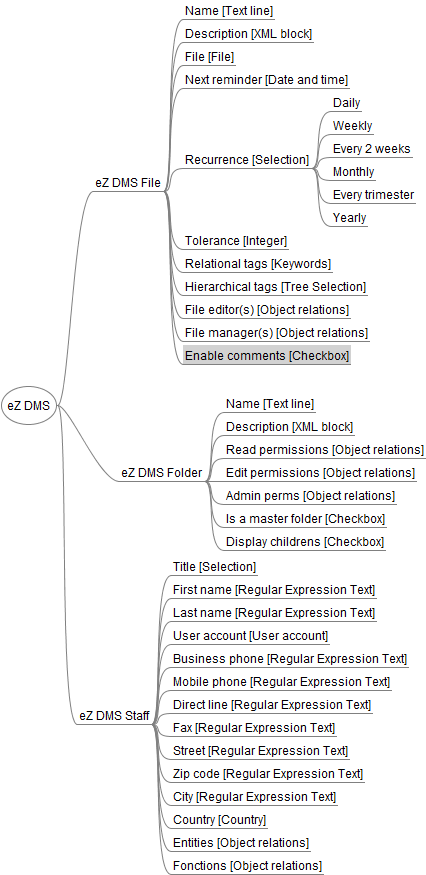 eZ DMS
eZ DMS File
Name [Text line]
Description [XML block]
File [File]
Next reminder [Date and time]
Recurrence [Selection]
Daily
Weekly
Every 2 weeks
Monthly
Every trimester
Yearly
Tolerance [Integer]
Relational tags [Keywords]
Hierarchical tags [Tree Selection]
File editor(s) [Object relations]
File manager(s) [Object relations]
Enable comments [Checkbox]
eZ DMS Folder
Name [Text line]
Description [XML block]
Read permissions [Object relations]
Edit permissions [Object relations]
Admin perms [Object relations]
Is a master folder [Checkbox]
Display childrens [Checkbox]
eZ DMS Staff
Title [Selection]
First name [Regular Expression Text]
Last name [Regular Expression Text]
User account [User account]
Business phone [Regular Expression Text]
Mobile phone [Regular Expression Text]
Direct line [Regular Expression Text]
Fax [Regular Expression Text]
Street [Regular Expression Text]
Zip code [Regular Expression Text]
City [Regular Expression Text]
Country [Country]
Entities [Object relations]
Fonctions [Object relations]